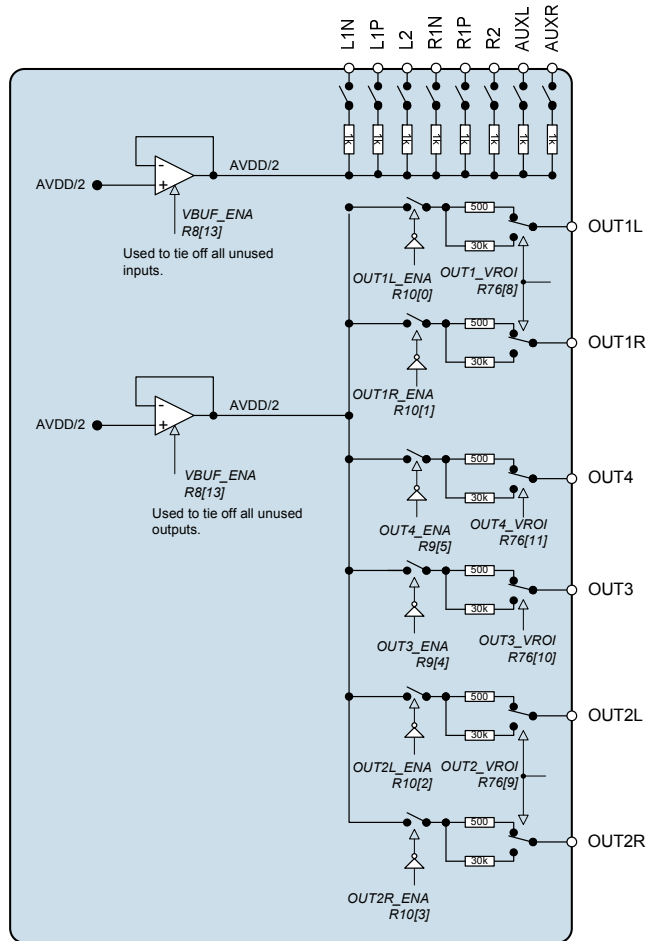 L1N
L1P
L2
R1N
R1P
R2
AUXL
AUXR
1k
1k
1k
1k
1k
1k
1k
1k
AVDD/2
-
+
AVDD/2
VBUF_ENA
R8[13]
Used to tie off all unused
inputs.
500
30k
OUT1L
OUT1L_ENA
R10[0]
OUT1_VROI
R76[8]
500
30k
OUT1R
OUT1R_ENA
R10[1]
AVDD/2
-
+
AVDD/2
VBUF_ENA
R8[13]
Used to tie off all unused
outputs.
500
30k
OUT4
OUT4_ENA
R9[5]
OUT4_VROI
R76[11]
500
30k
OUT3
OUT3_ENA
R9[4]
OUT3_VROI
R76[10]
500
30k
OUT2L
OUT2L_ENA
R10[2]
OUT2_VROI
R76[9]
500
30k
OUT2R
OUT2R_ENA
R10[3]